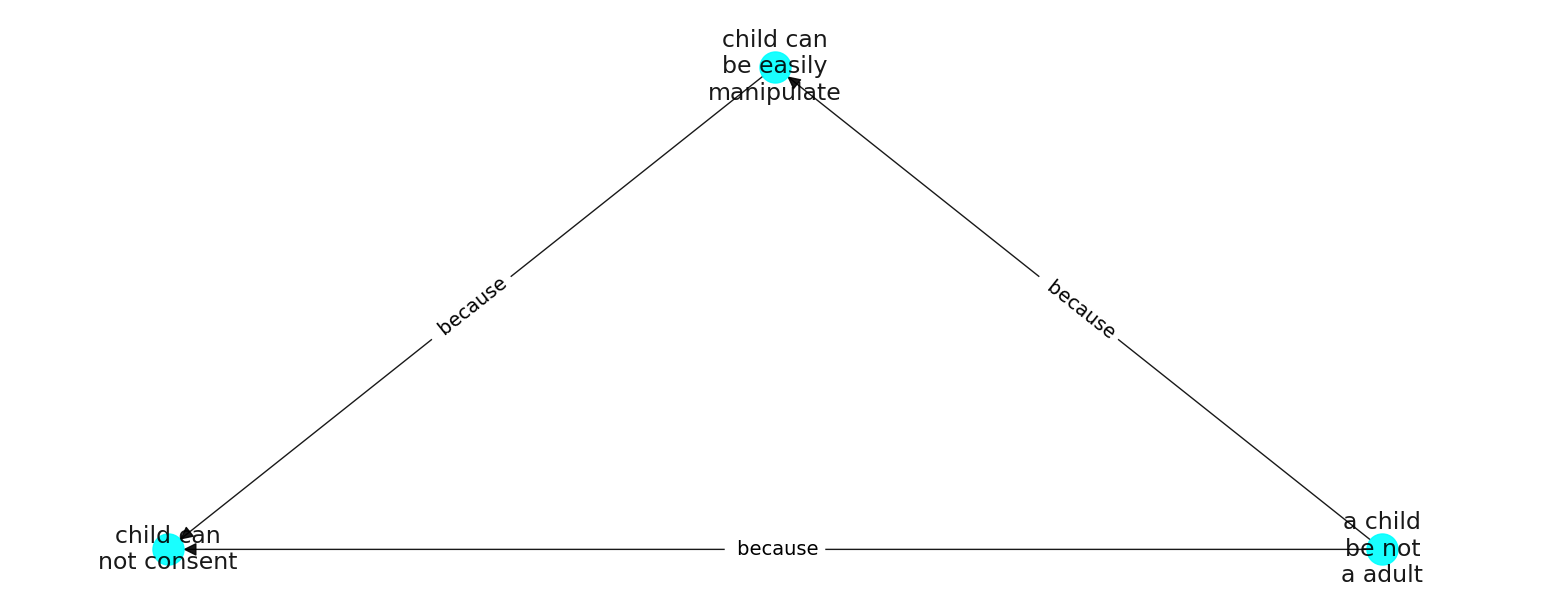 child can
be easily
manipulate
because
because
child can
not consent
because
a child
be not
a adult